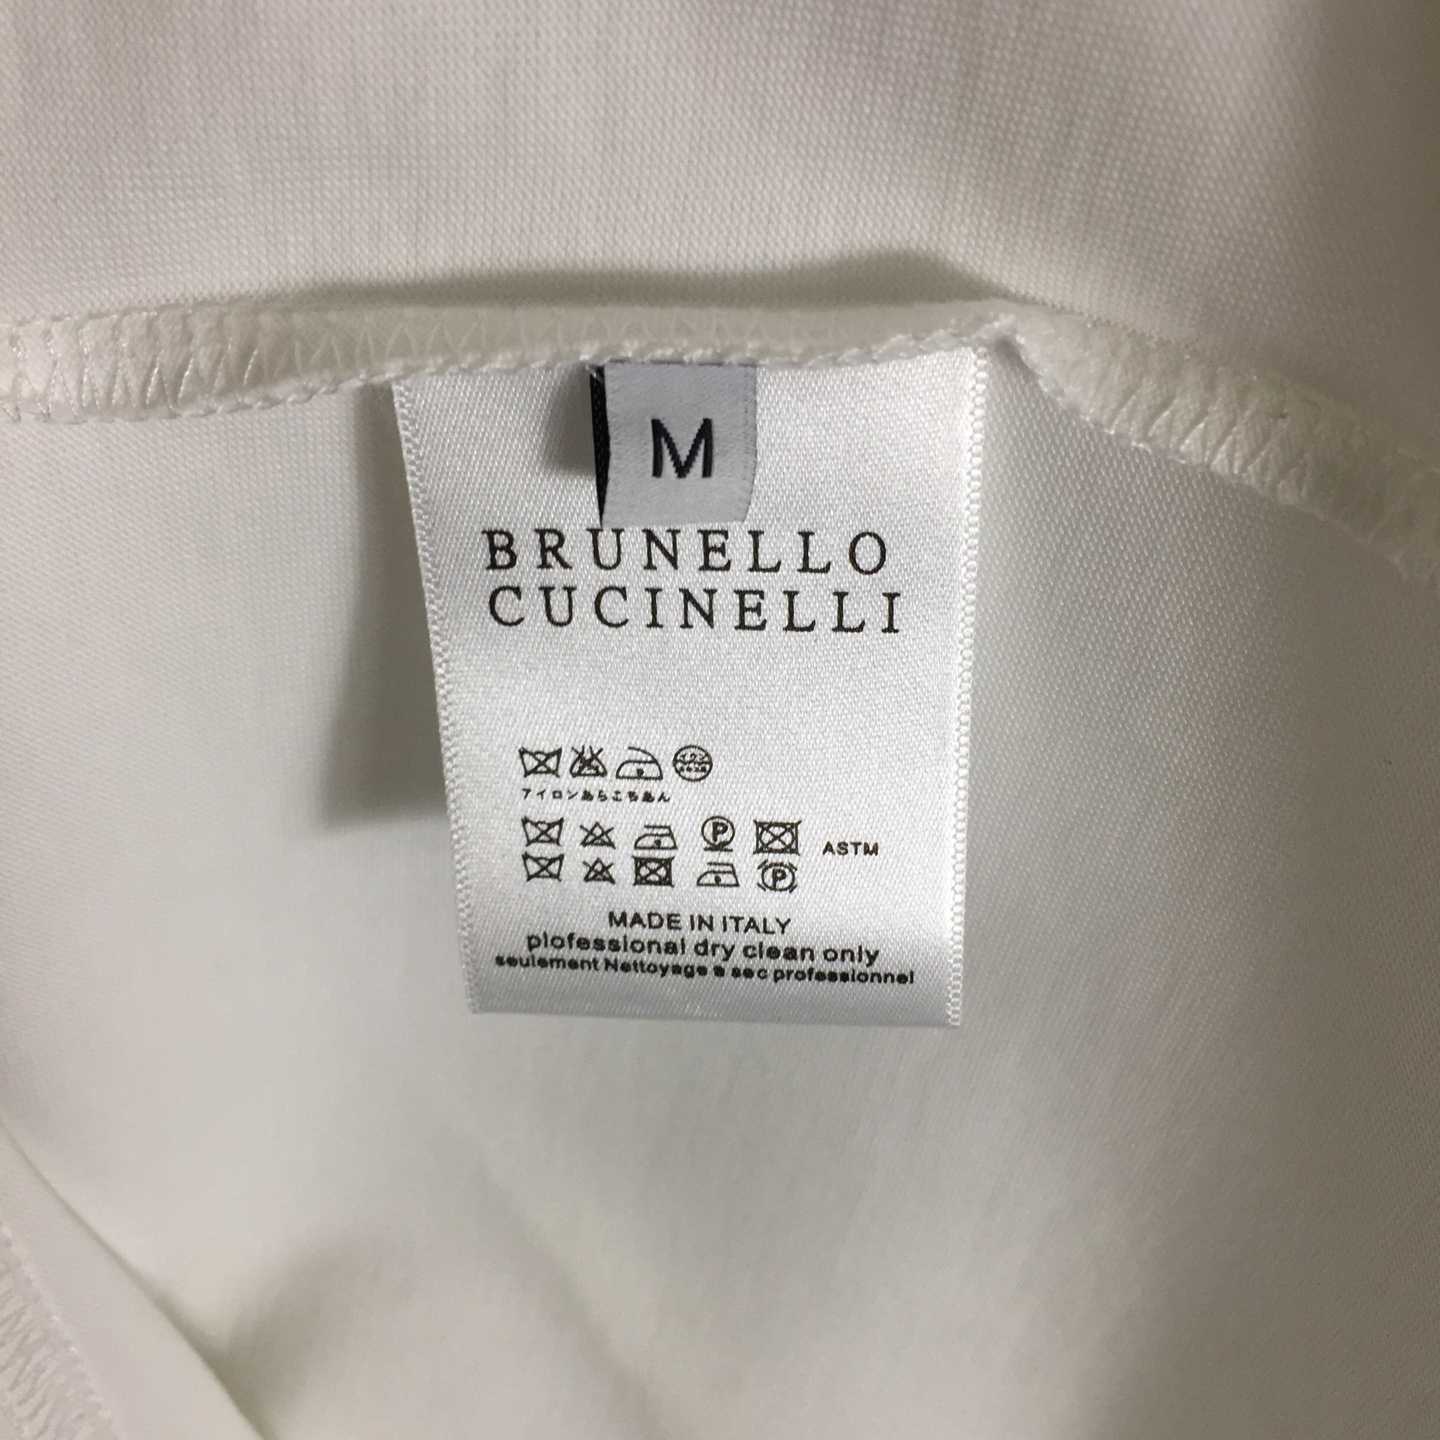 M
BRUNELLO
CUCINELLI
アイロンあらこちあん
ASTM
MADE IN ITALY
plofessional dry clean only
seulement Nettoyage a sec professionnel